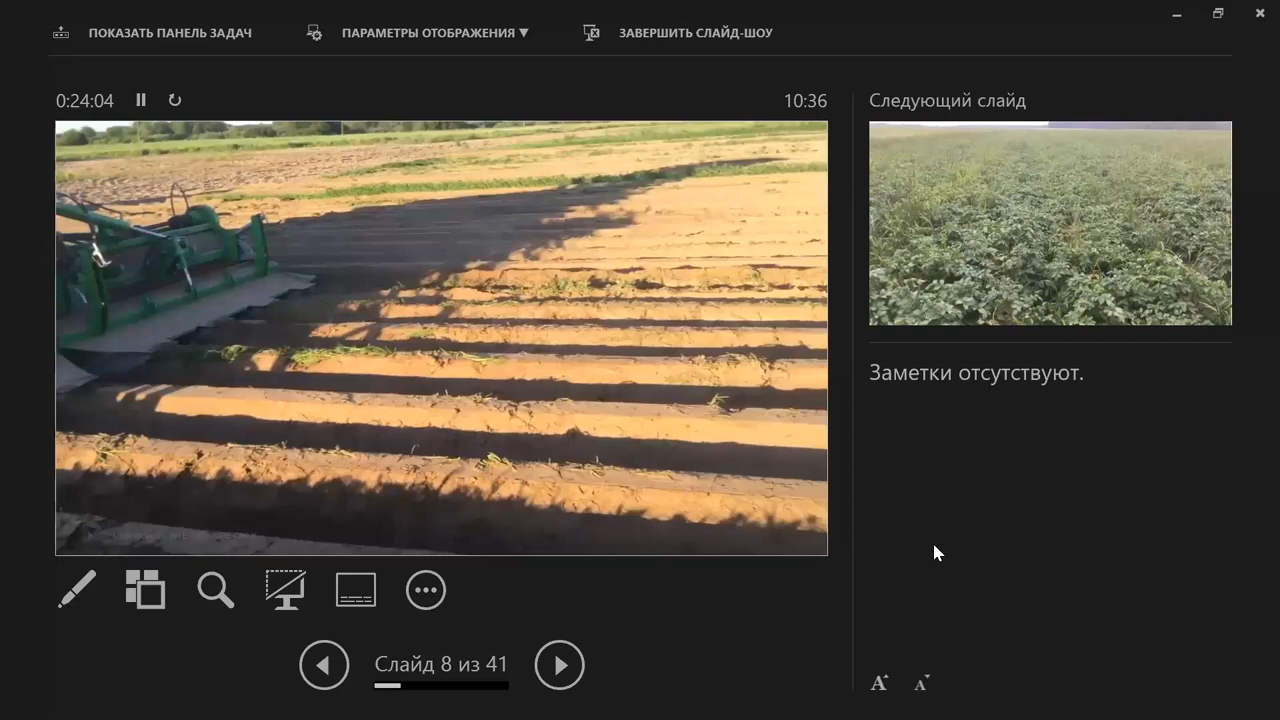 ПОКАЗАТЬ ПАНЕЛЬ ЗАДАЧ
ПАРАМЕТРЫ ОТОБРАЖЕНИЯ ▼
ЗАВЕРШИТЬ СЛАЙД-ШОУ
0:24:04
10:36
Следующий слайд
Заметки отсутствуют.
Слайд 8 из 41